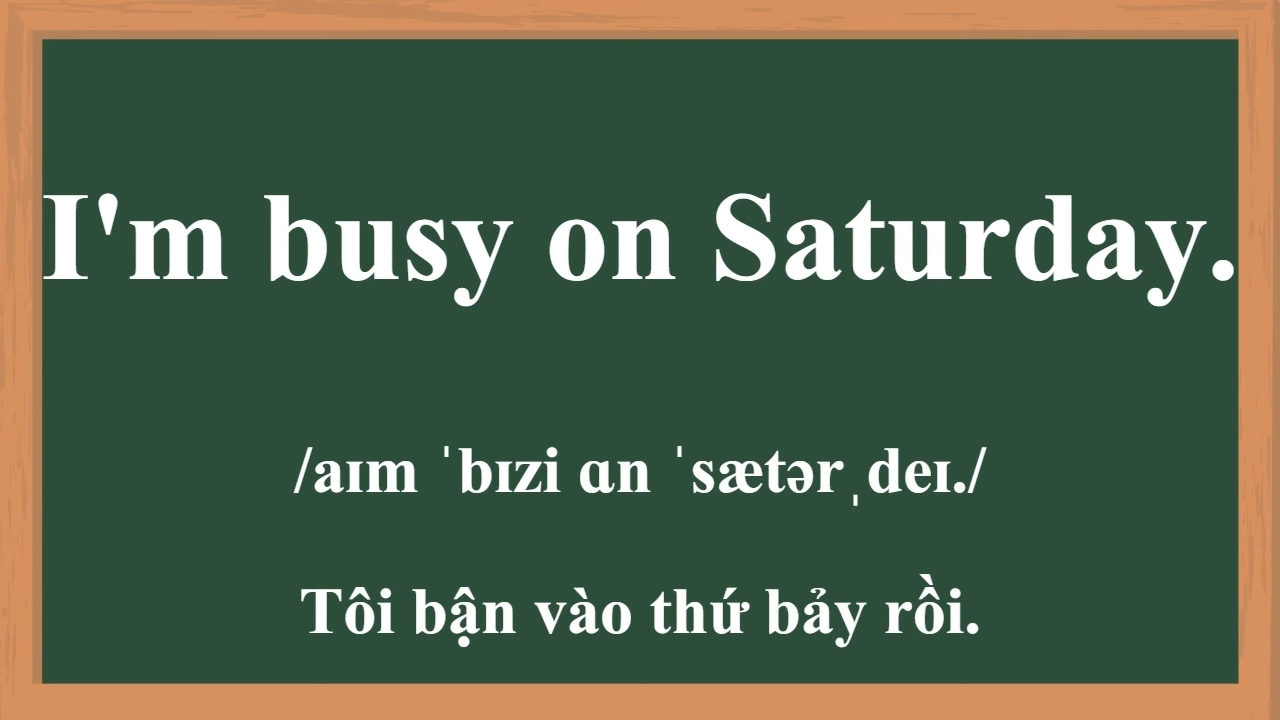 I'm busy on Saturday.
/aɪm ˈbɪzi ɑn ˈsætərˌdeɪ./
Tôi bận vào thứ bảy rồi.